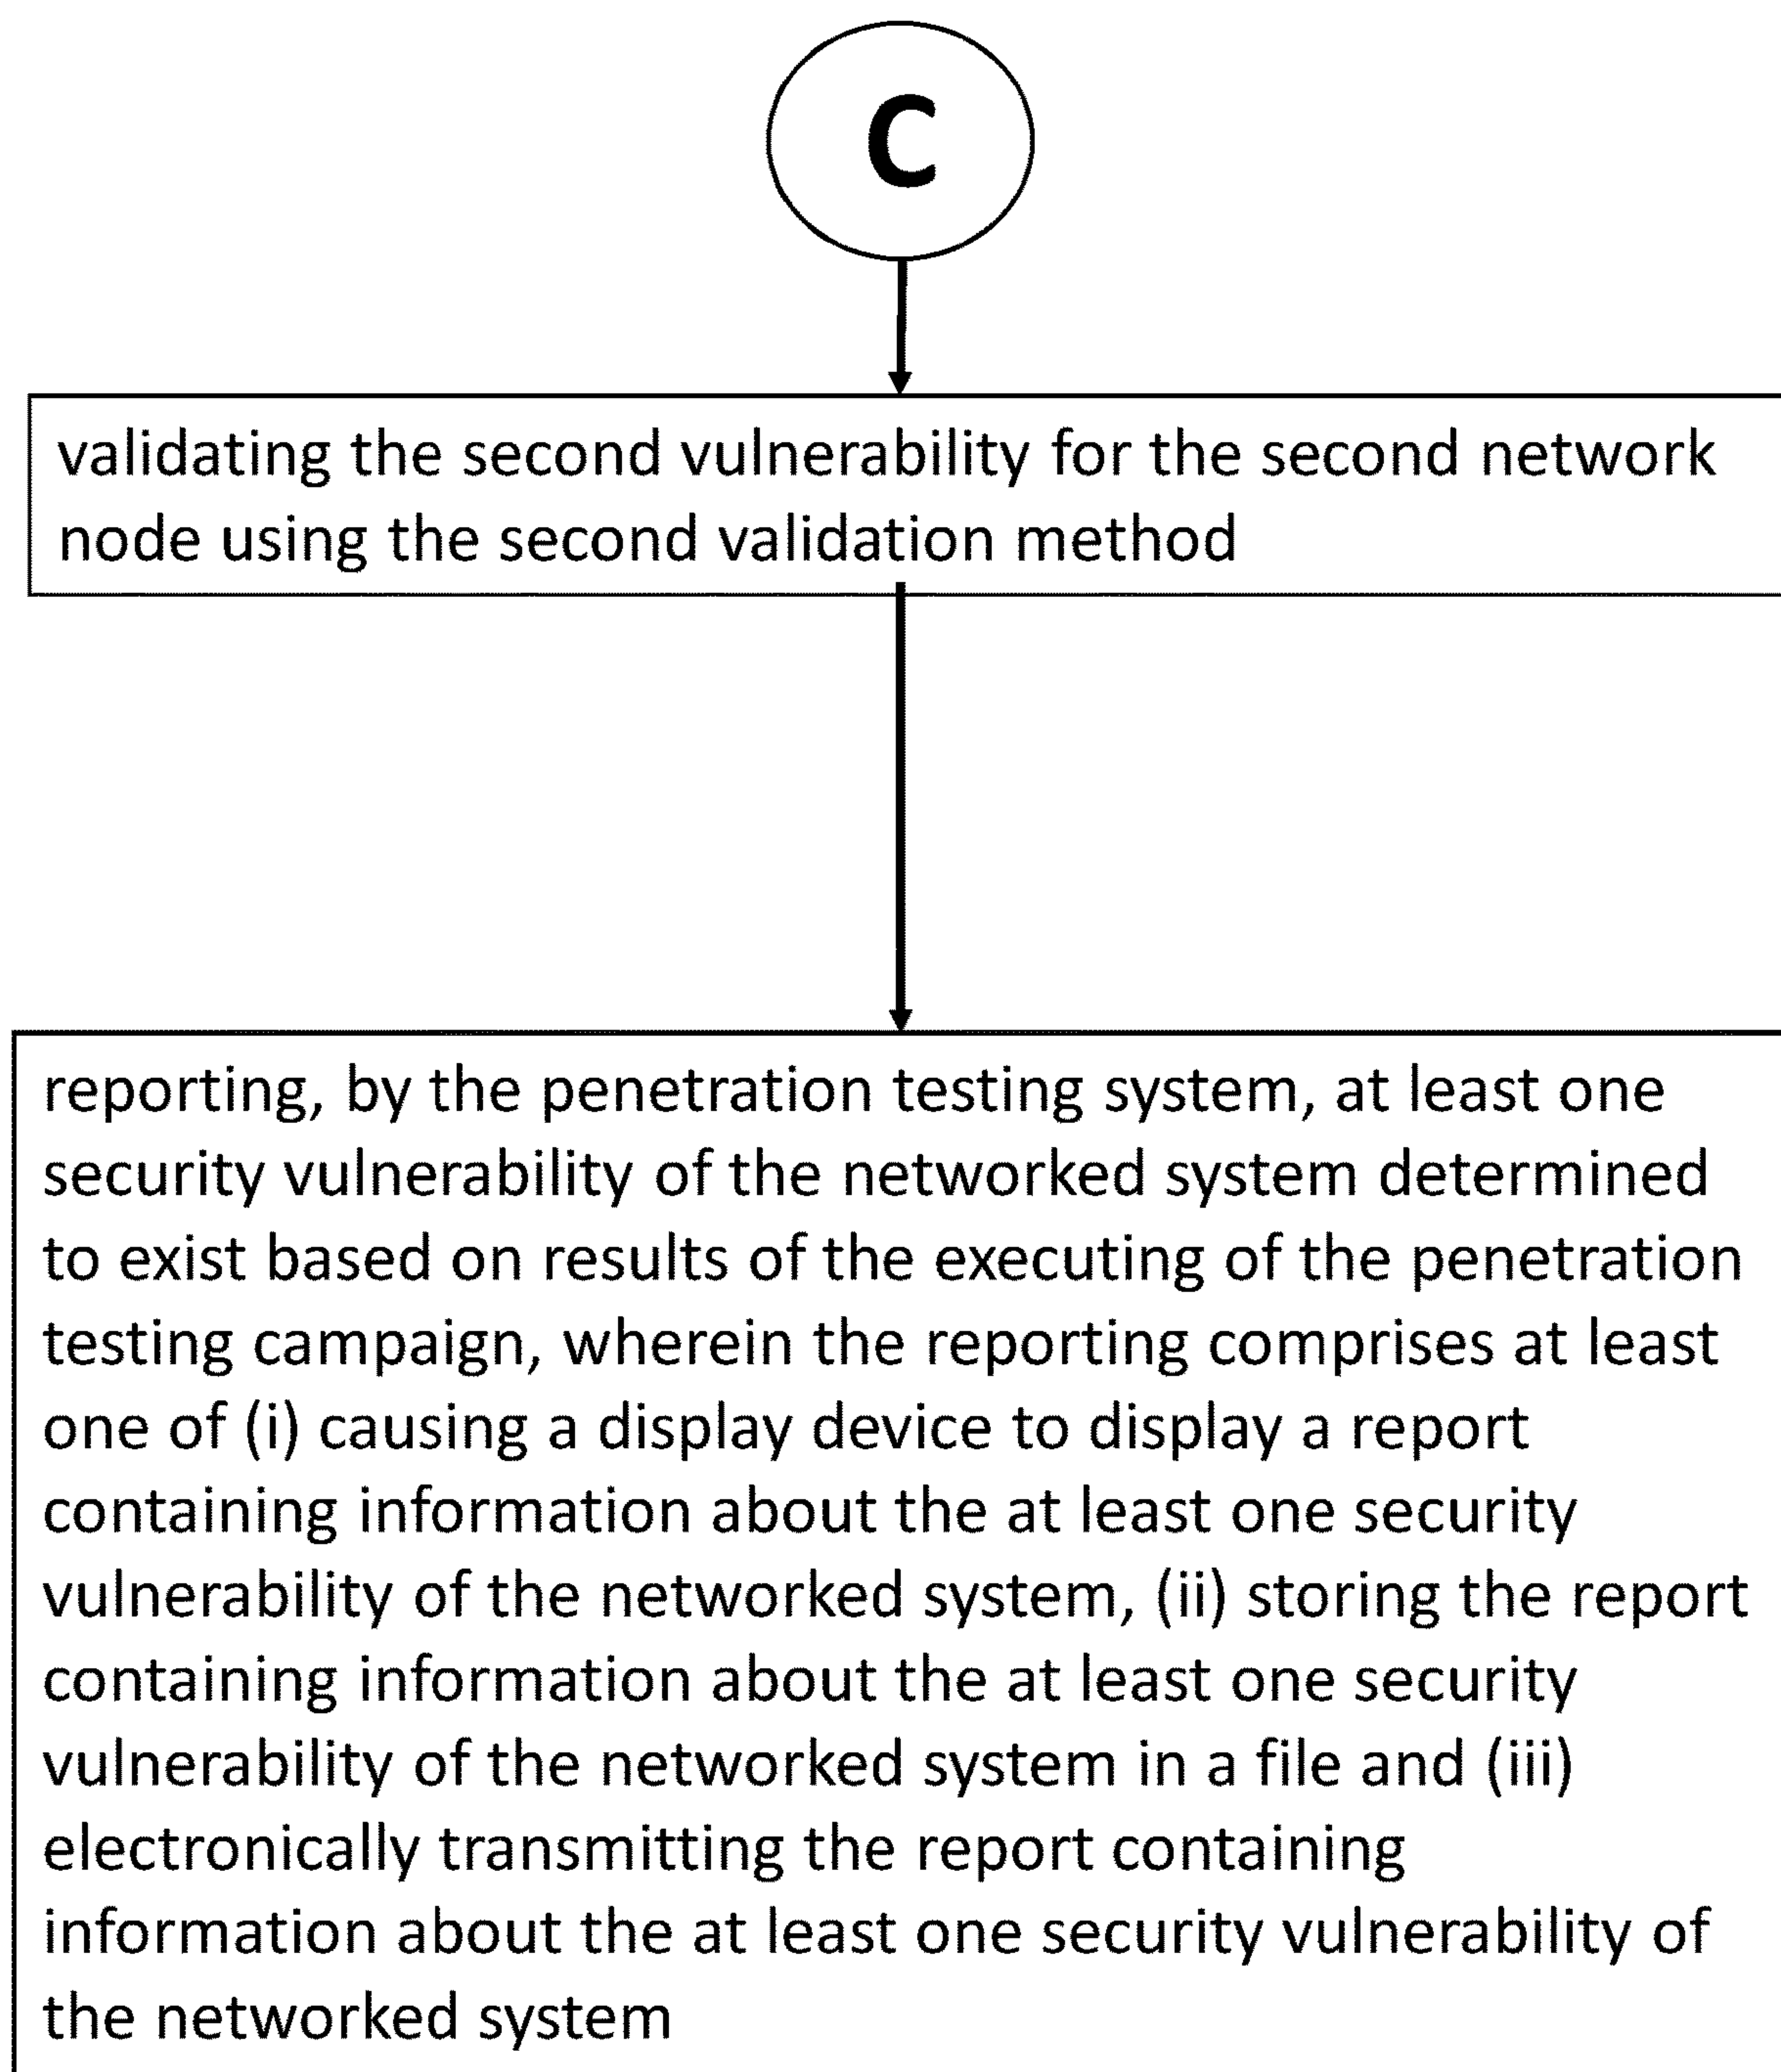 C
validating the second vulnerability for the second network
node using the second validation method
reporting, by the penetration testing system, at least one
security vulnerability of the networked system determined
to exist based on results of the executing of the penetration
testing campaign, wherein the reporting comprises at least
one of (i) causing a display device to display a report
containing information about the at least one security
vulnerability of the networked system, (ii) storing the report
containing information about the at least one security
vulnerability of the networked system in a file and (iii)
electronically transmitting the report containing
information about the at least one security vulnerability of
the networked system